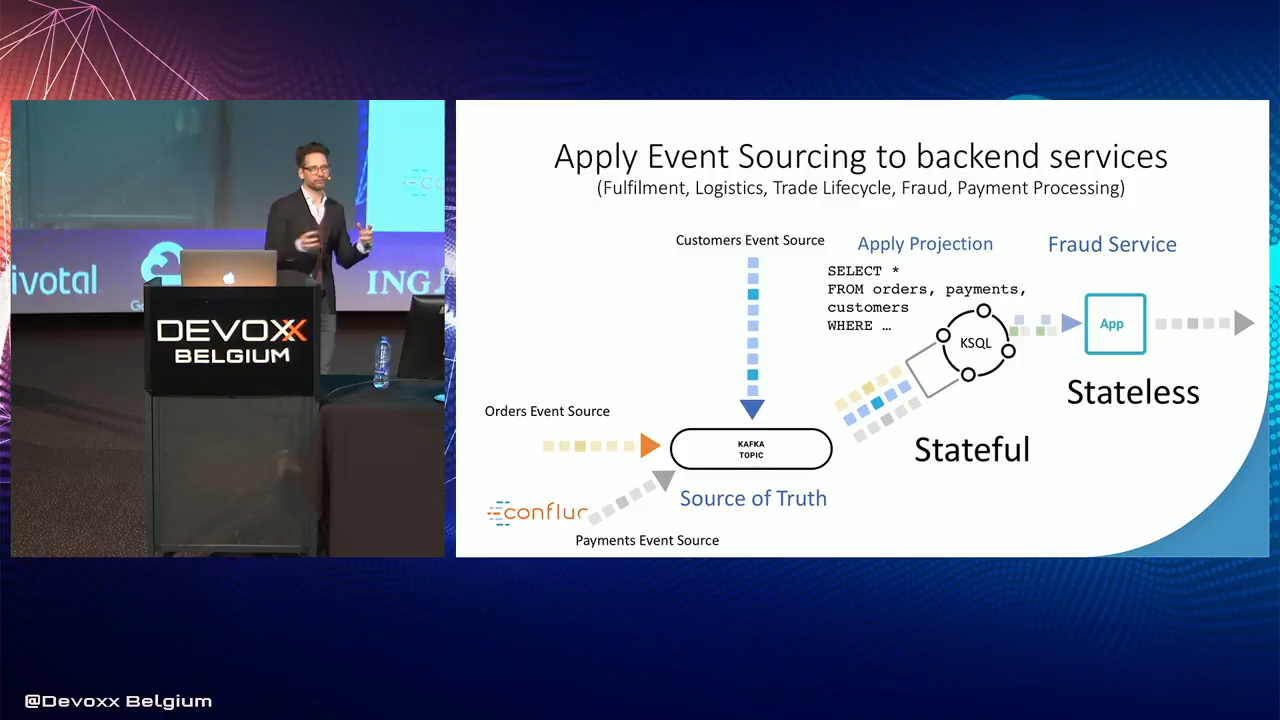 Apply Event Sourcing to backend services
(Fulfilment, Logistics, Trade Lifecycle, Fraud, Payment Processing)
Customers Event Source
Apply Projection
Fraud Service
SELECT *
FROM orders, payments,
customers
WHERE …
KSQL
App
Stateless
Orders Event Source
KAFKA
TOPIC
Stateful
Source of Truth
confluc
Payments Event Source
ivotal
ING
DEVOXX
BELGIUM
@Devoxx Belgium